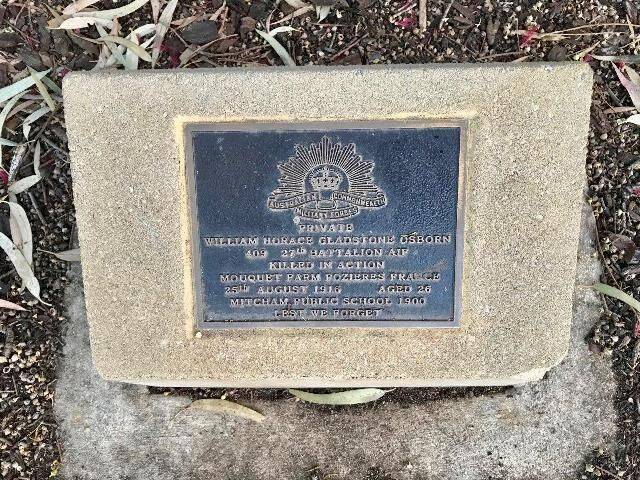 AUSTRALIAN COMMONWEALTH
MILITARY FORCES
PRIVATE
WILLIAM HORACE GLADSTONE OSBORN
409 27TH BATTALION AIF
KILLED IN ACTION
MOUQUET FARM POZIERES FRANCE
25TH AUGUST 1916 AGED 26
MITCHAM PUBLIC SCHOOL 1900
LEST WE FORGET